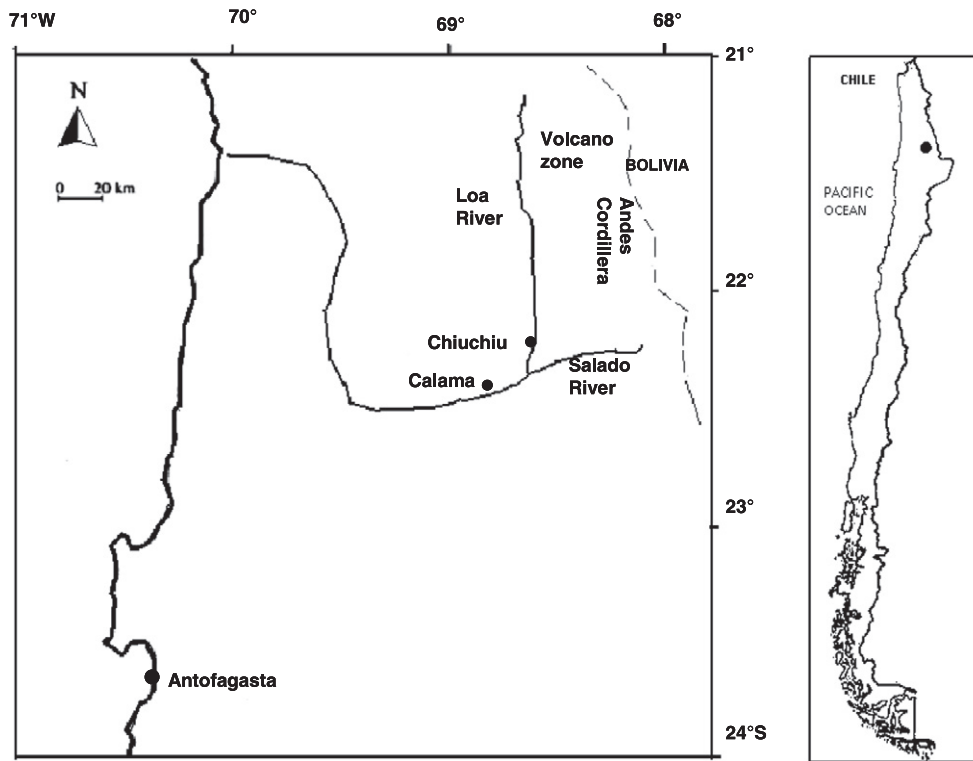 71°W
70°
69°
68°
21°
N
0 20 km
Volcano
zone
BOLIVIA
Loa
River
Andes
Cordillera
22°
Chiuchiu
Calama
Salado
River
23°
Antofagasta
24°S
CHILE
PACIFIC
OCEAN